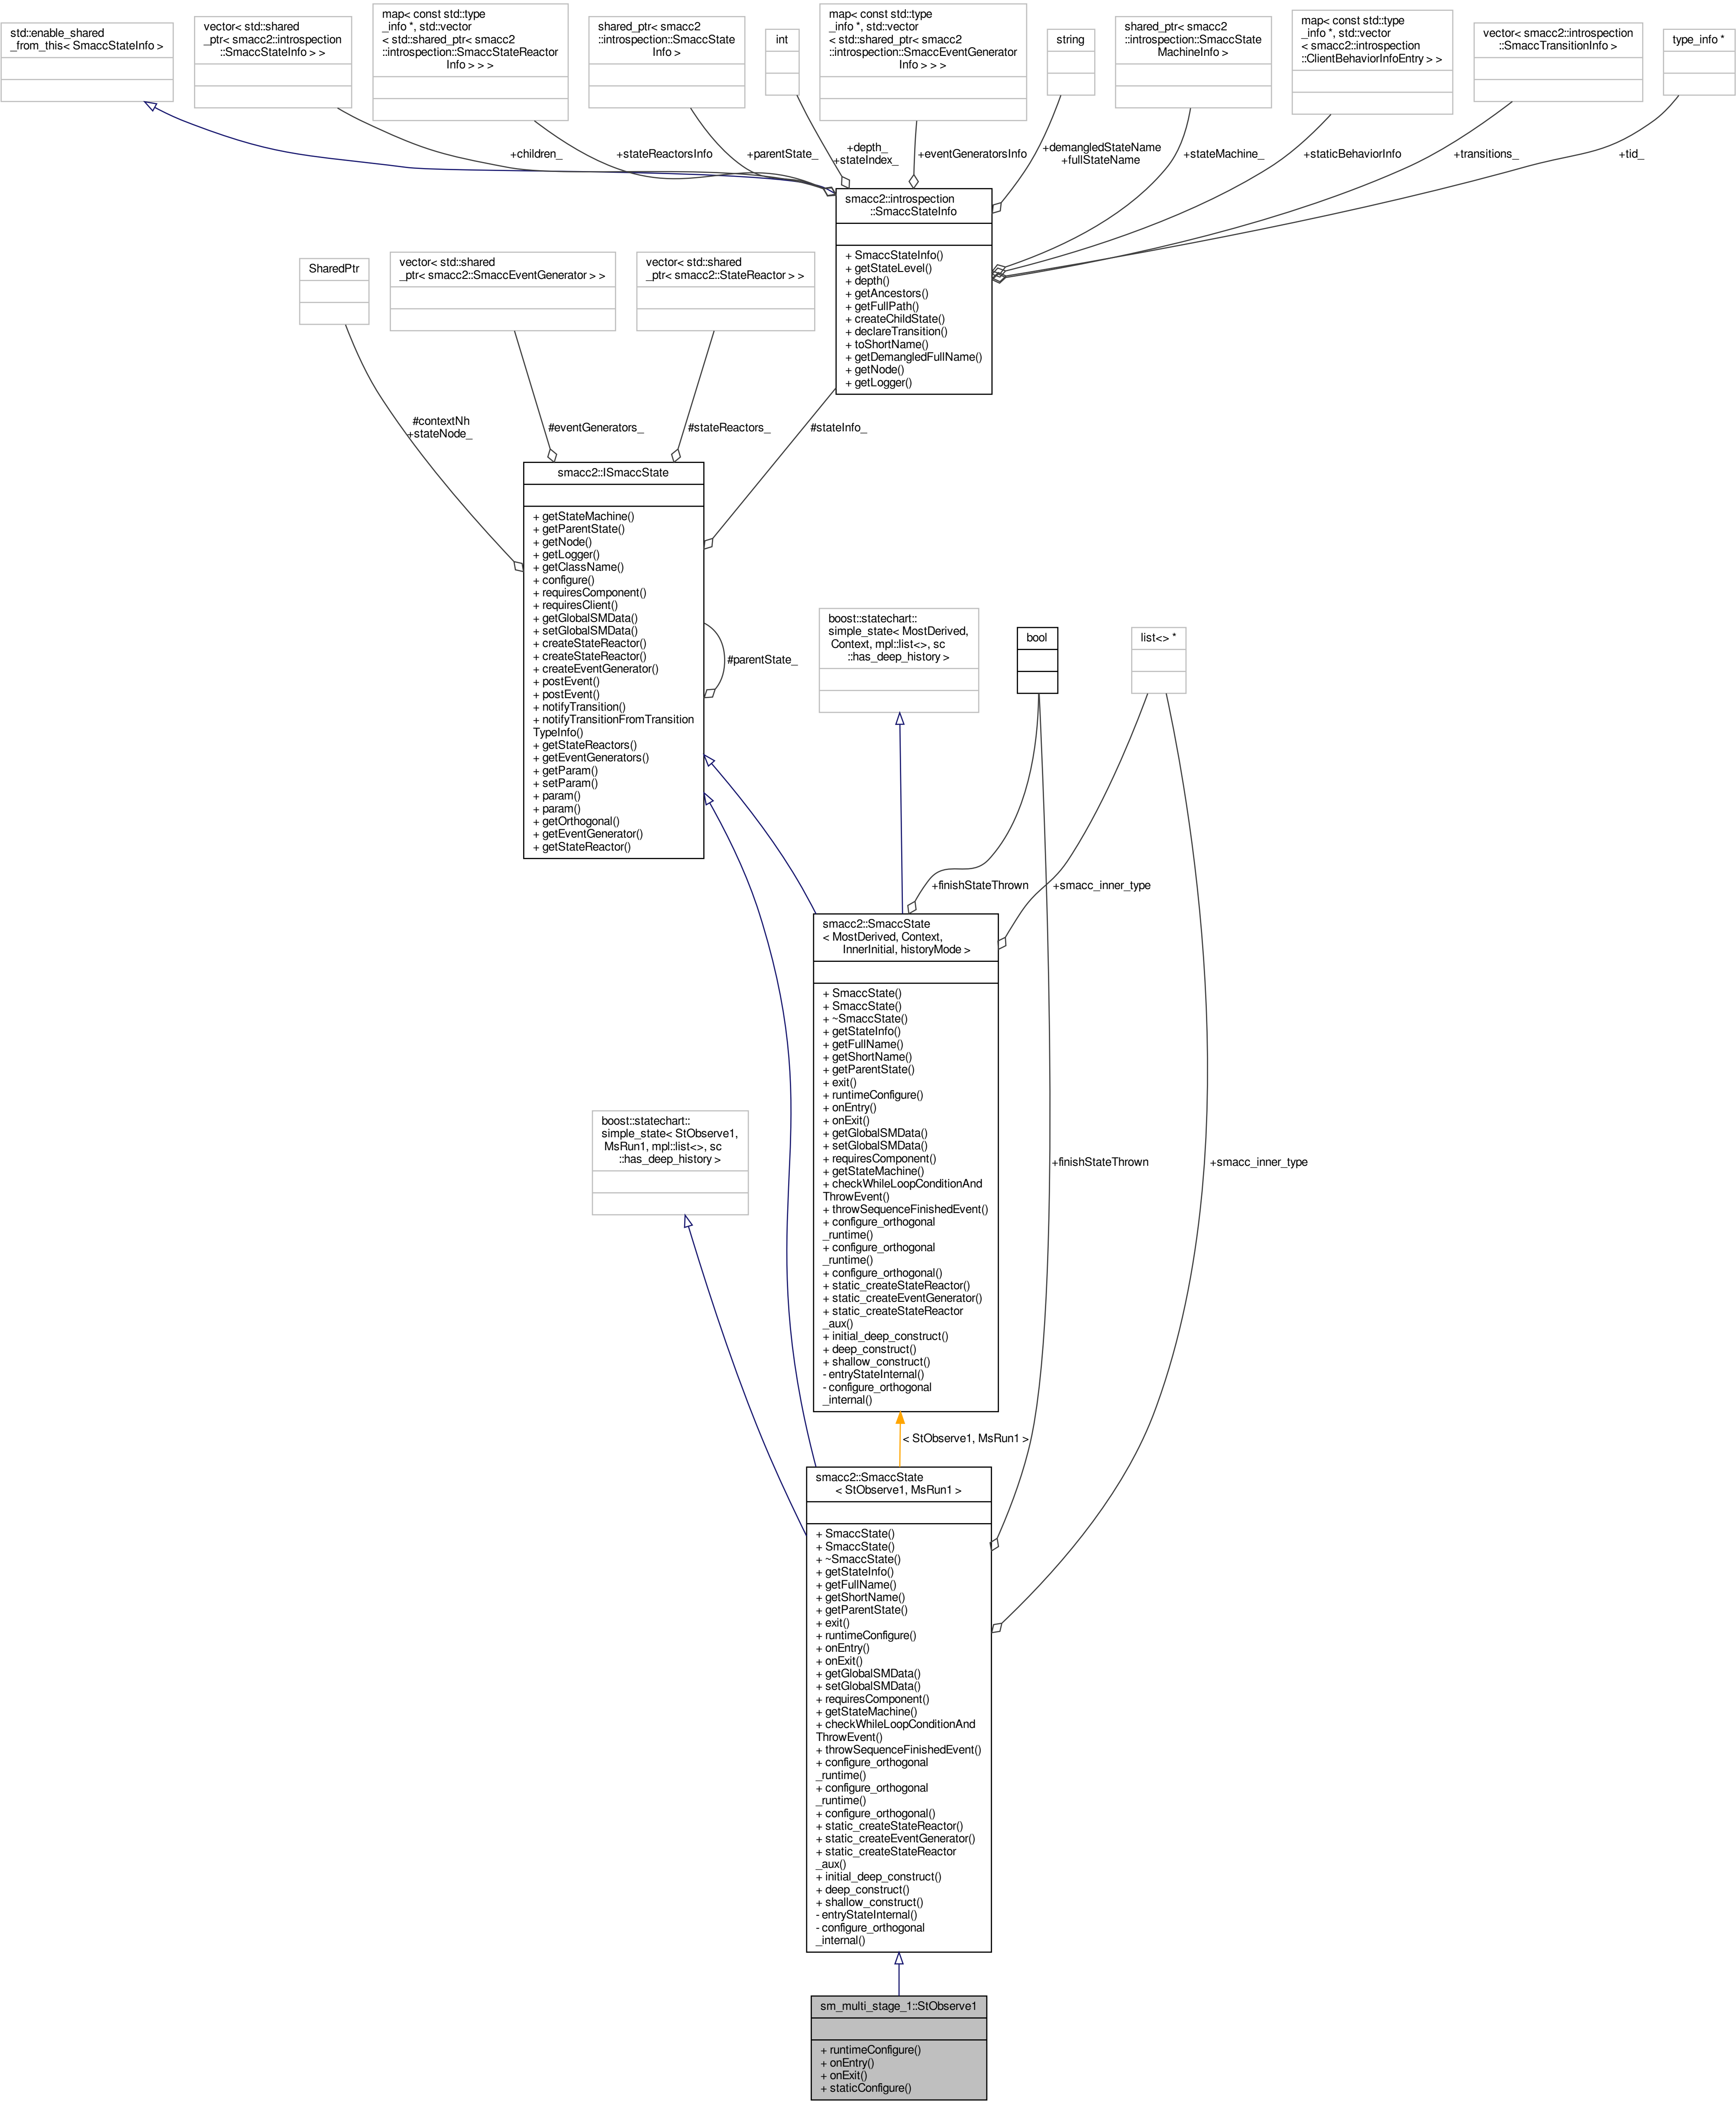 std::enable_shared
_from_this< SmaccStateInfo >
vector< std::shared
_ptr< smacc2::introspection
::SmaccStateInfo > >
map< const std::type
_info *, std::vector
< std::shared_ptr< smacc2
::introspection::SmaccStateReactor
Info > > >
shared_ptr< smacc2
::introspection::SmaccState
Info >
int
map< const std::type
_info *, std::vector
< std::shared_ptr< smacc2
::introspection::SmaccEventGenerator
Info > > >
string
shared_ptr< smacc2
::introspection::SmaccState
MachineInfo >
map< const std::type
_info *, std::vector
< smacc2::introspection
::ClientBehaviorInfoEntry > >
vector< smacc2::introspection
::SmaccTransitionInfo >
type_info *
+children_
+stateReactorsInfo
+parentState_
+depth_
+stateIndex_
+eventGeneratorsInfo
+demangledStateName
+fullStateName
+stateMachine_
+staticBehaviorInfo
+transitions_
+tid_
smacc2::introspection
::SmaccStateInfo
+ SmaccStateInfo()
+ getStateLevel()
+ depth()
+ getAncestors()
+ getFullPath()
+ createChildState()
+ declareTransition()
+ toShortName()
+ getDemangledFullName()
+ getNode()
+ getLogger()
SharedPtr
vector< std::shared
_ptr< smacc2::SmaccEventGenerator > >
vector< std::shared
_ptr< smacc2::StateReactor > >
#contextNh
+stateNode_
#eventGenerators_
#stateReactors_
#stateInfo_
smacc2::ISmaccState
+ getStateMachine()
+ getParentState()
+ getNode()
+ getLogger()
+ getClassName()
+ configure()
+ requiresComponent()
+ requiresClient()
+ getGlobalSMData()
+ setGlobalSMData()
+ createStateReactor()
+ createStateReactor()
+ createEventGenerator()
+ postEvent()
+ postEvent()
+ notifyTransition()
+ notifyTransitionFromTransition
TypeInfo()
+ getStateReactors()
+ getEventGenerators()
+ getParam()
+ setParam()
+ param()
+ param()
+ getOrthogonal()
+ getEventGenerator()
+ getStateReactor()
#parentState_
boost::statechart::
simple_state< MostDerived,
Context, mpl::list<>, sc
::has_deep_history >
bool
list<> *
+finishStateThrown
+smacc_inner_type
smacc2::SmaccState
< MostDerived, Context,
InnerInitial, historyMode >
+ SmaccState()
+ SmaccState()
+ ~SmaccState()
+ getStateInfo()
+ getFullName()
+ getShortName()
+ getParentState()
+ exit()
+ runtimeConfigure()
+ onEntry()
+ onExit()
+ getGlobalSMData()
+ setGlobalSMData()
+ requiresComponent()
+ getStateMachine()
+ checkWhileLoopConditionAnd
ThrowEvent()
+ throwSequenceFinishedEvent()
+ configure_orthogonal
_runtime()
+ configure_orthogonal
_runtime()
+ configure_orthogonal()
+ static_createStateReactor()
+ static_createEventGenerator()
+ static_createStateReactor
_aux()
+ initial_deep_construct()
+ deep_construct()
+ shallow_construct()
- entryStateInternal()
- configure_orthogonal
_internal()
boost::statechart::
simple_state< StObserve1,
MsRun1, mpl::list<>, sc
::has_deep_history >
+finishStateThrown
+smacc_inner_type
< StObserve1, MsRun1 >
smacc2::SmaccState
< StObserve1, MsRun1 >
+ SmaccState()
+ SmaccState()
+ ~SmaccState()
+ getStateInfo()
+ getFullName()
+ getShortName()
+ getParentState()
+ exit()
+ runtimeConfigure()
+ onEntry()
+ onExit()
+ getGlobalSMData()
+ setGlobalSMData()
+ requiresComponent()
+ getStateMachine()
+ checkWhileLoopConditionAnd
ThrowEvent()
+ throwSequenceFinishedEvent()
+ configure_orthogonal
_runtime()
+ configure_orthogonal
_runtime()
+ configure_orthogonal()
+ static_createStateReactor()
+ static_createEventGenerator()
+ static_createStateReactor
_aux()
+ initial_deep_construct()
+ deep_construct()
+ shallow_construct()
- entryStateInternal()
- configure_orthogonal
_internal()
sm_multi_stage_1::StObserve1
+ runtimeConfigure()
+ onEntry()
+ onExit()
+ staticConfigure()